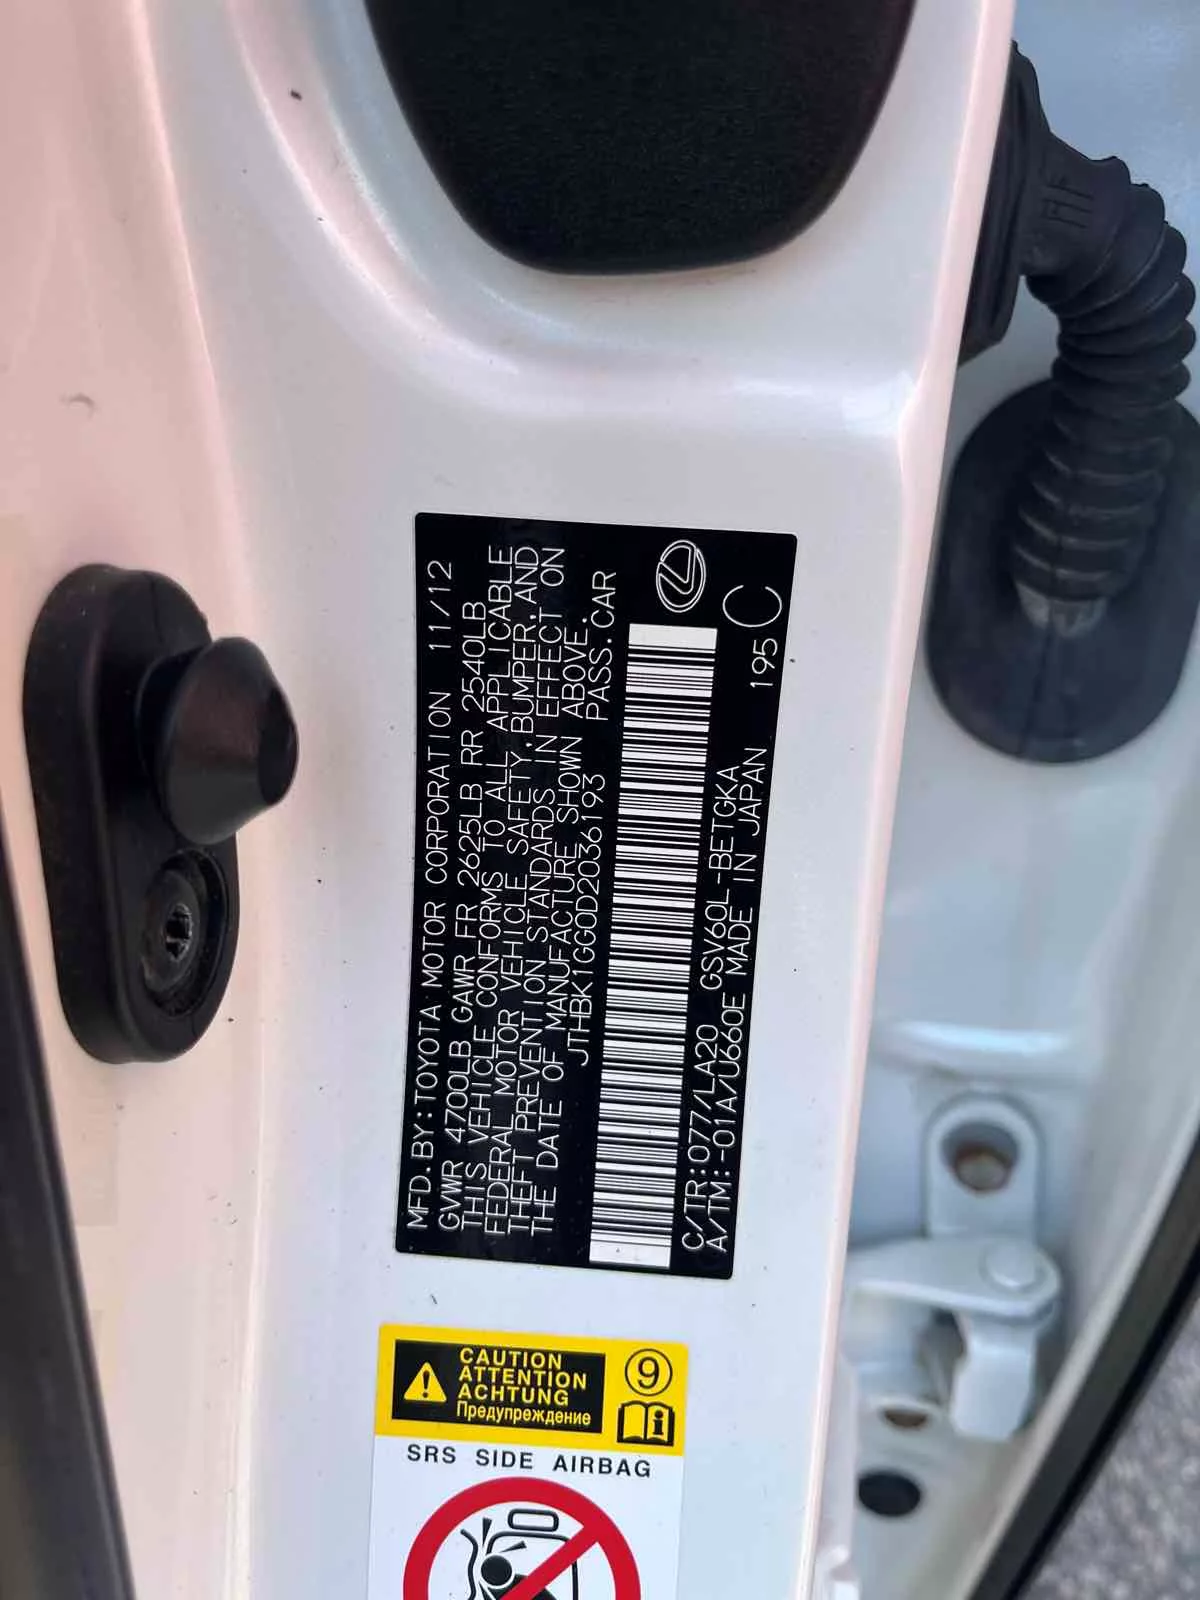 MFD.BY:TOYOTA MOTOR CORPORATION 11/12
GVWR 4700LB GAWR FR 2625LB RR 2540LB
THIS VEHICLE CONFORMS TO ALL APPLICABLE
FEDERAL MOTOR VEHICLE SAFETY,BUMPER,AND
THEFT PREVENTION STANDARDS IN EFFECT ON
THE DATE OF MANUFACTURE SHOWN ABOVE.
JTHBK1GG0D2036193 PASS.CAR
C/TR:077/LA20 GSV60L-BETGKA 195 C
A/TM:-01A/U660E MADE IN JAPAN
CAUTION
ATTENTION
ACHTUNG
Предупреждение
9
i
SRS SIDE AIRBAG